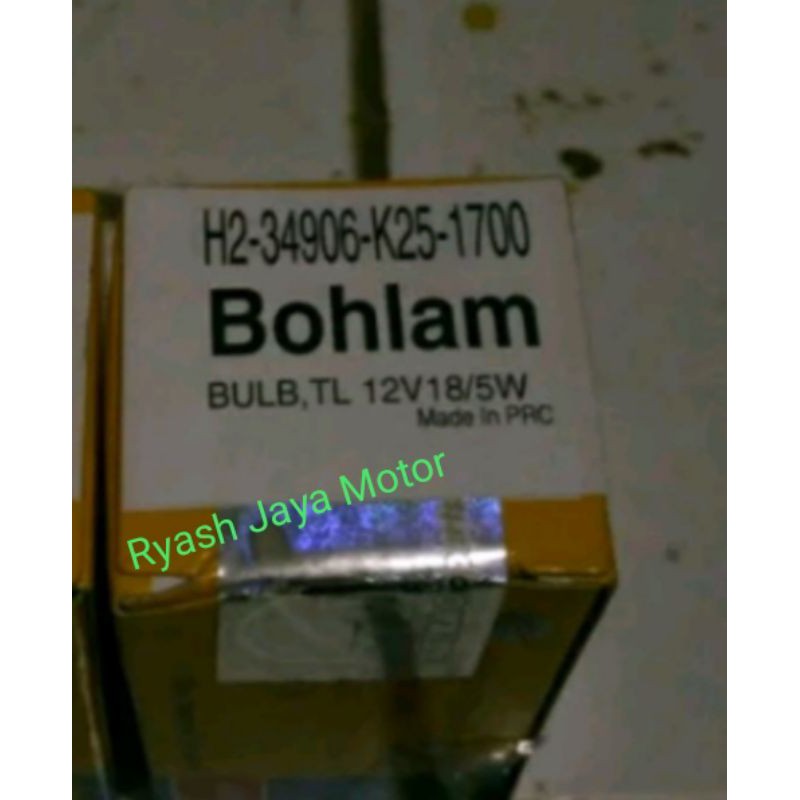 H2-34906-K25-1700
Bohlam
BULB,TL 12V18/5W
Made In PRC
Ryash Jaya Motor